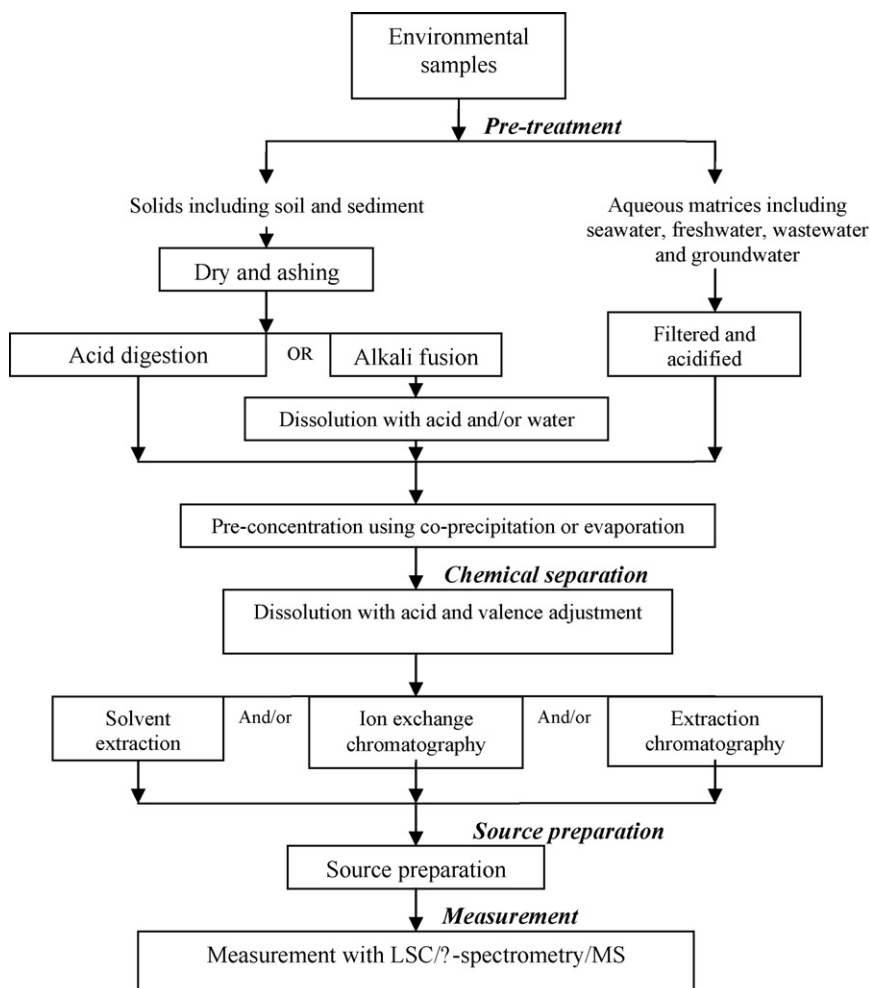 Environmental
samples
Pre-treatment
Solids including soil and sediment
Aqueous matrices including
seawater, freshwater, wastewater
and groundwater
Dry and ashing
Filtered and
acidified
Acid digestion
OR
Alkali fusion
Dissolution with acid and/or water
Pre-concentration using co-precipitation or evaporation
Chemical separation
Dissolution with acid and valence adjustment
Solvent
extraction
And/or
Ion exchange
chromatography
And/or
Extraction
chromatography
Source preparation
Source preparation
Measurement
Measurement with LSC/?-spectrometry/MS